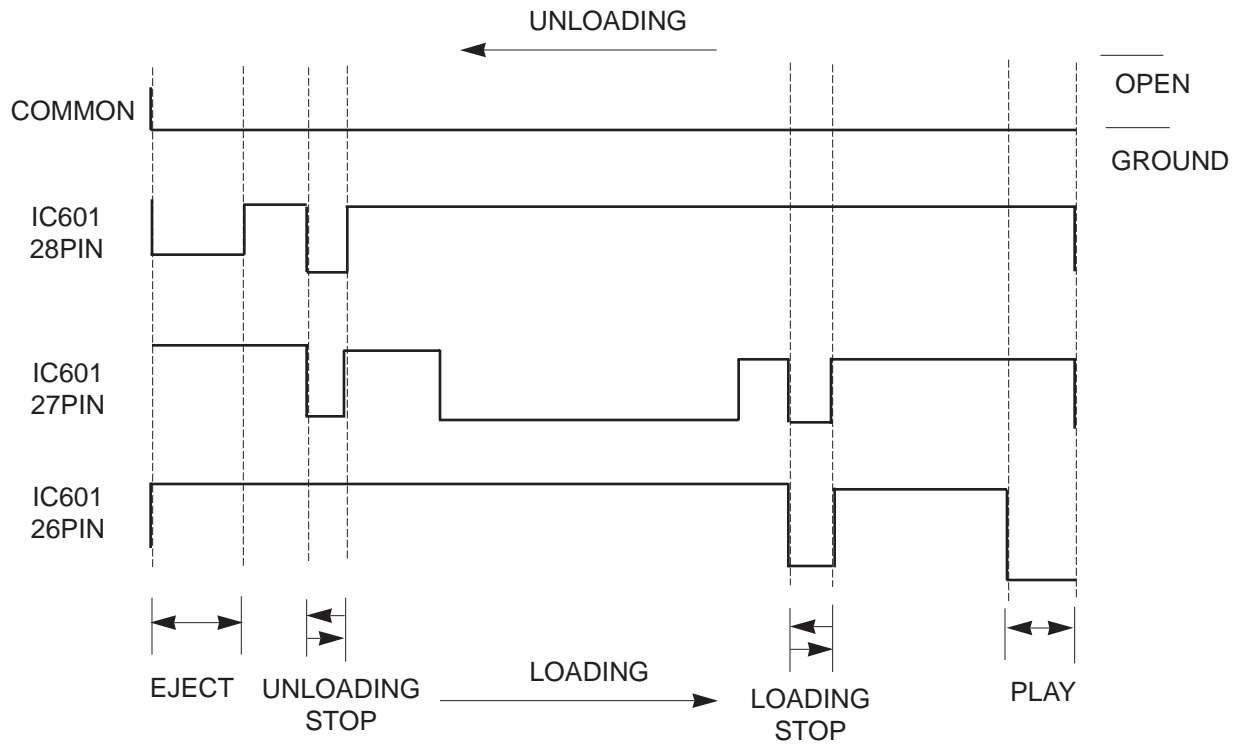 UNLOADING
OPEN
COMMON
GROUND
IC601
28PIN
IC601
27PIN
IC601
26PIN
EJECT
UNLOADING
STOP
LOADING
LOADING
STOP
PLAY